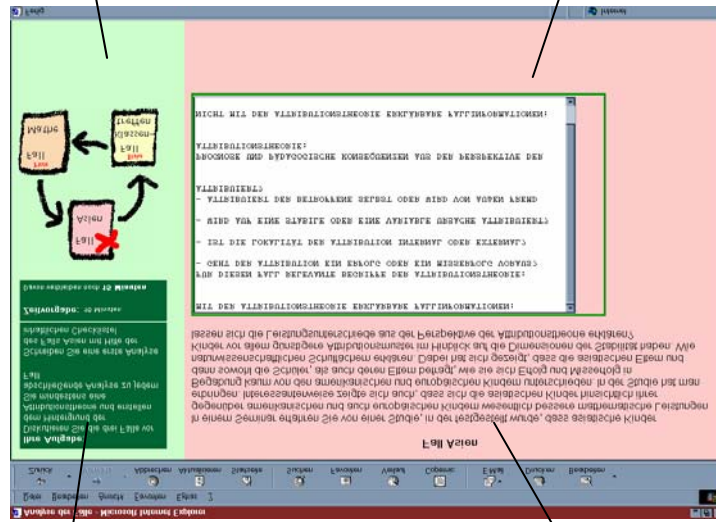 Analyse der Fälle - Microsoft Internet Explorer
Datei Bearbeiten Ansicht Favoriten Extras ?
Zurück Abbrechen Aktualisieren Startseite Suchen Favoriten Verlauf Copernic E-Mail Drucken Bearbeiten
Ihre Aufgabe:
Diskutieren Sie die drei Fälle vor
dem Hintergrund der
Attributionstheorie und erstellen
Sie mindestens eine
abschließende Analyse zu jedem
Fall
Schreiben Sie eine erste Analyse
des Falls Asien mit Hilfe der
inhaltlichen Checkliste!
Zeitvorgabe: 
Davon verbleiben noch 15 Minuten
Fall
Asien
Fall
Mathe
Fall
Klassen-
treffen
Fall Asien
In einem Seminar erfahren Sie von einer Studie, in der festgestellt wurde, dass asiatische Kinder
gegenüber amerikanischen und auch europäischen Kindern wesentlich bessere mathematische Leistungen
erbringen. Interessanterweise zeigte sich auch, dass sich die asiatischen Kinder hinsichtlich ihrer
Begabung kaum von den amerikanischen und europäischen Kindern unterschieden. In der Studie hat man
dann sowohl die Schüler, als auch deren Eltern befragt, wie sie sich Erfolg und Misserfolg in
naturwissenschaftlichen Schulfächern erklären. Dabei hat sich gezeigt, dass die asiatischen Eltern und
Kinder vor allem günstigere Attributionsmuster im Hinblick auf die Dimensionen der Stabilität haben. Wie
lassen sich die Leistungsunterschiede aus der Perspektive der Attributionstheorie erklären?
MIT DER ATTRIBUTIONSTHEORIE ERKLÄRBARE FALLINFORMATIONEN:
FÜR DIESEN FALL RELEVANTE BEGRIFFE DER ATTRIBUTIONSTHEORIE:
- GEHT DER ATTRIBUTION EIN ERFOLG ODER EIN MISSERFOLG VORAUS?
- IST DIE LOKALITÄT DER ATTRIBUTION INTERNAL ODER EXTERNAL?
- WIRD AUF EINE STABILE ODER EINE VARIABLE URSACHE ATTRIBUIERT?
- ATTRIBUIERT DER BETROFFENE SELBST ODER WIRD VON AUßEN FREMD
ATTRIBUIERT?
PROGNOSE UND PÄDAGOGISCHE KONSEQUENZEN AUS DER PERSPEKTIVE DER
ATTRIBUTIONSTHEORIE:
NICHT MIT DER ATTRIBUTIONSTHEORIE ERKLÄRBARE FALLINFORMATIONEN:
Fertig
Internet